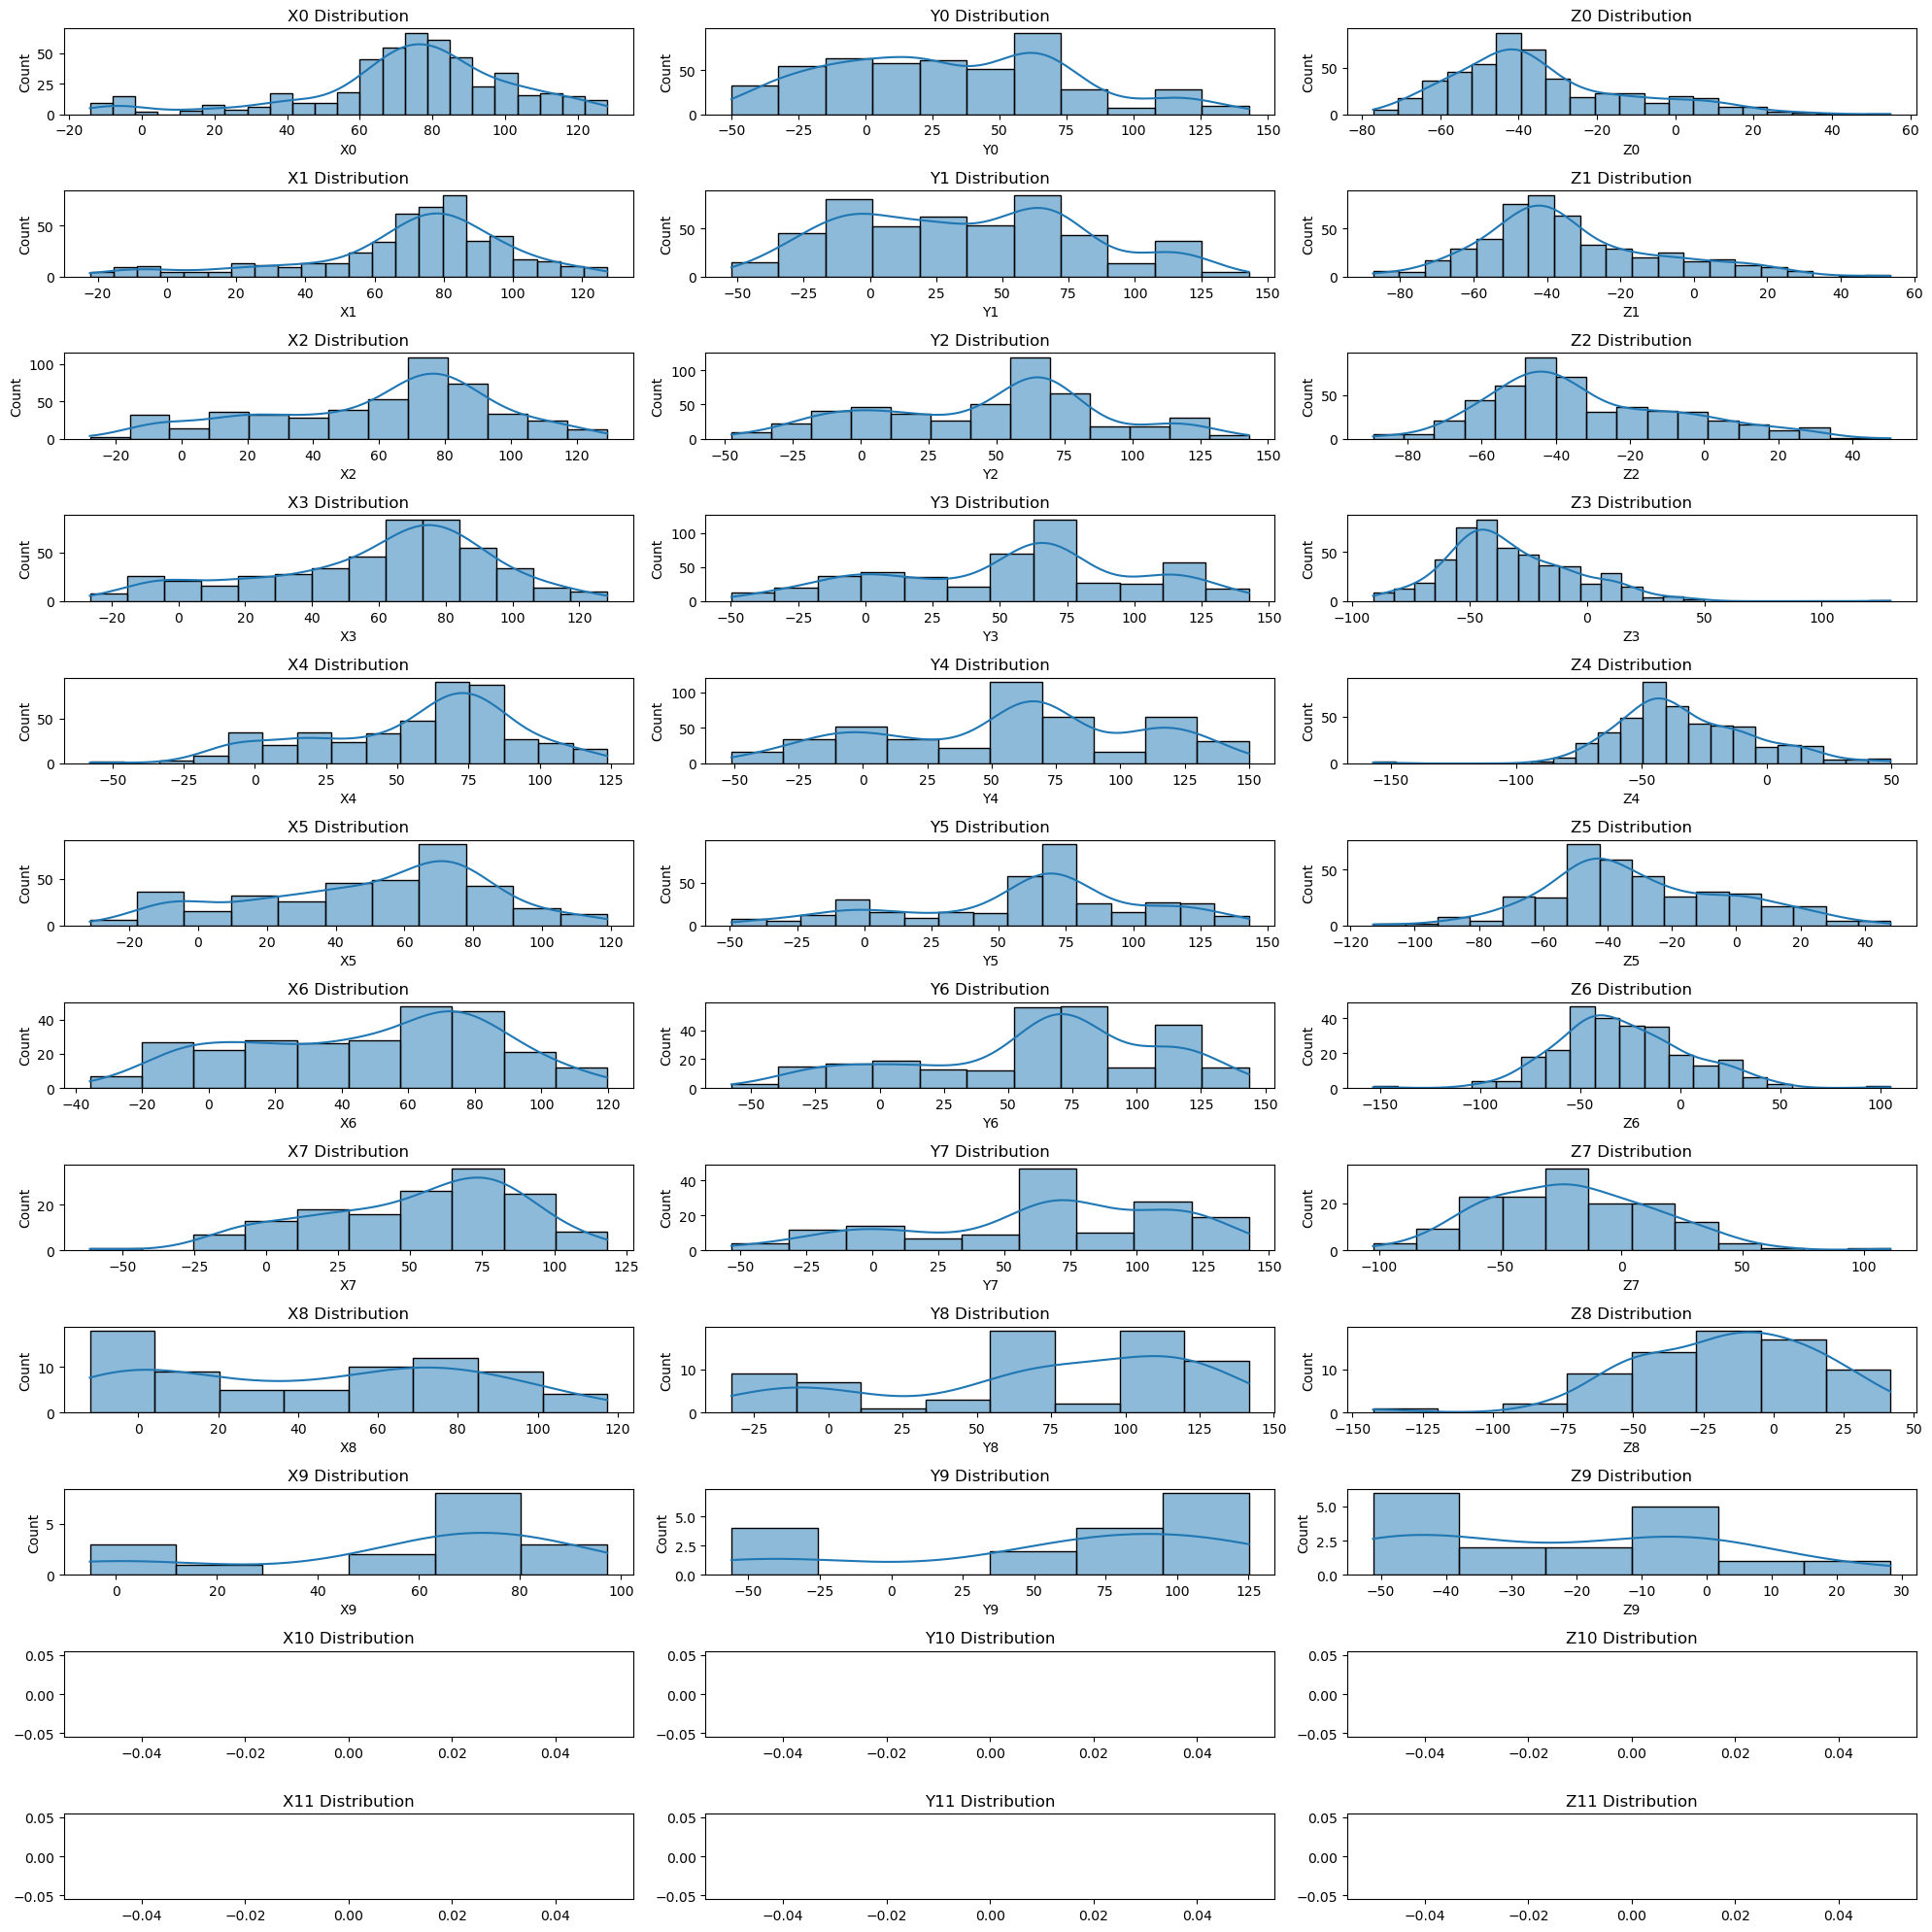 X0 Distribution
50
25
0
Count
−20 0 20 40 60 80 100 120
X0
Y0 Distribution
50
0
Count
−50 −25 0 25 50 75 100 125 150
Y0
Z0 Distribution
50
0
Count
−80 −60 −40 −20 0 20 40 60
Z0
X1 Distribution
50
0
Count
−20 0 20 40 60 80 100 120
X1
Y1 Distribution
50
0
Count
−50 −25 0 25 50 75 100 125 150
Y1
Z1 Distribution
50
0
Count
−80 −60 −40 −20 0 20 40 60
Z1
X2 Distribution
100
50
0
Count
−20 0 20 40 60 80 100 120
X2
Y2 Distribution
100
50
0
Count
−50 −25 0 25 50 75 100 125 150
Y2
Z2 Distribution
50
0
Count
−80 −60 −40 −20 0 20 40
Z2
X3 Distribution
50
0
Count
−20 0 20 40 60 80 100 120
X3
Y3 Distribution
100
50
0
Count
−50 −25 0 25 50 75 100 125 150
Y3
Z3 Distribution
50
0
Count
−100 −50 0 50 100
Z3
X4 Distribution
50
0
Count
−50 −25 0 25 50 75 100 125
X4
Y4 Distribution
100
50
0
Count
−50 −25 0 25 50 75 100 125 150
Y4
Z4 Distribution
50
0
Count
−150 −100 −50 0 50
Z4
X5 Distribution
50
0
Count
−20 0 20 40 60 80 100 120
X5
Y5 Distribution
50
0
Count
−50 −25 0 25 50 75 100 125 150
Y5
Z5 Distribution
50
0
Count
−120 −100 −80 −60 −40 −20 0 20 40
Z5
X6 Distribution
40
20
0
Count
−40 −20 0 20 40 60 80 100 120
X6
Y6 Distribution
40
20
0
Count
−50 −25 0 25 50 75 100 125 150
Y6
Z6 Distribution
40
20
0
Count
−150 −100 −50 0 50 100
Z6
X7 Distribution
20
0
Count
−50 −25 0 25 50 75 100 125
X7
Y7 Distribution
40
20
0
Count
−50 −25 0 25 50 75 100 125 150
Y7
Z7 Distribution
20
0
Count
−100 −50 0 50 100
Z7
X8 Distribution
10
0
Count
0 20 40 60 80 100 120
X8
Y8 Distribution
10
0
Count
−25 0 25 50 75 100 125 150
Y8
Z8 Distribution
10
0
Count
−150 −125 −100 −75 −50 −25 0 25 50
Z8
X9 Distribution
5
0
Count
0 20 40 60 80 100
X9
Y9 Distribution
5.0
2.5
0.0
Count
−50 −25 0 25 50 75 100 125
Y9
Z9 Distribution
5.0
2.5
0.0
Count
−50 −40 −30 −20 −10 0 10 20 30
Z9
X10 Distribution
0.05
0.00
−0.05
−0.04 −0.02 0.00 0.02 0.04
Y10 Distribution
0.05
0.00
−0.05
−0.04 −0.02 0.00 0.02 0.04
Z10 Distribution
0.05
0.00
−0.05
−0.04 −0.02 0.00 0.02 0.04
X11 Distribution
0.05
0.00
−0.05
−0.04 −0.02 0.00 0.02 0.04
Y11 Distribution
0.05
0.00
−0.05
−0.04 −0.02 0.00 0.02 0.04
Z11 Distribution
0.05
0.00
−0.05
−0.04 −0.02 0.00 0.02 0.04